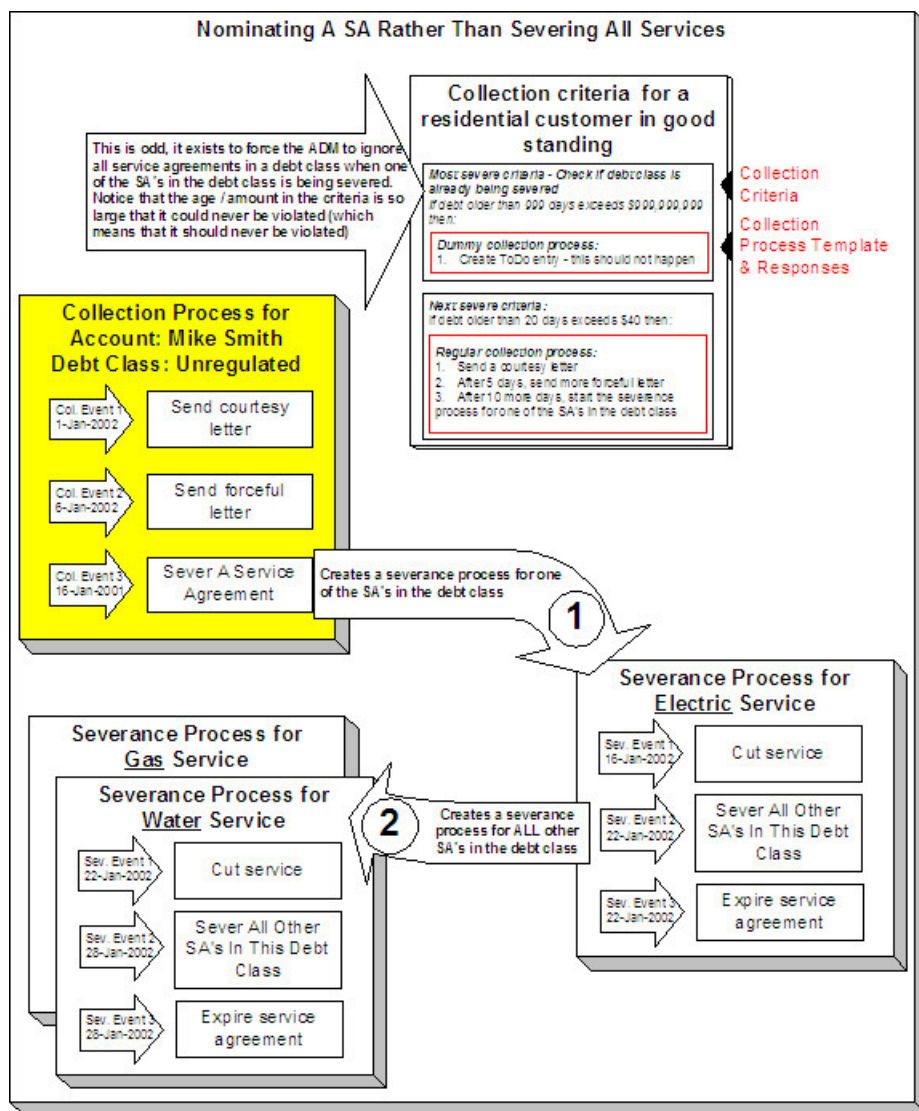 Nominating A SA Rather Than Severing All Services
This is odd, it exists to force the ADM to ignore
all service agreements in a debt class when one
of the SA's in the debt class is being severed.
Notice that the age / amount in the criteria is so
large that it could never be violated (which
means that it should never be violated)
Collection criteria for a
residential customer in good
standing
Most severe criteria - Check if debt class is
already being severed
If debt older than 999 days exceeds $999,999,999
then:
Dummy collection process:
1. Create ToDo entry - this should not happen
Next severe criteria:
If debt older than 20 days exceeds $40 then:
Regular collection process:
1. Send a courtesy letter
2. After 5 days, send more forceful letter
3. After 10 more days, start the severence
process for one of the SA's in the debt class
Collection
Criteria
Collection
Process Template
& Responses
Collection Process for
Account: Mike Smith
Debt Class: Unregulated
Col. Event 1
1-Jan-2002
Send courtesy
letter
Col. Event 2
6-Jan-2002
Send forceful
letter
Col. Event 3
16-Jan-2001
Sever A Service
Agreement
Creates a severance process for one
of the SA's in the debt class
1
Severance Process for
Electric Service
Sev. Event 1
16-Jan-2002
Cut service
Sev. Event 2
22-Jan-2002
Sever All Other
SA's In This Debt
Class
Sev. Event 3
22-Jan-2002
Expire service
agreement
2
Creates a severance
process for ALL other
SA's in the debt class
Severance Process for
Gas Service
Severance Process for
Water Service
Sev. Event 1
22-Jan-2002
Cut service
Sev. Event 2
28-Jan-2002
Sever All Other
SA's In This Debt
Class
Sev. Event 3
28-Jan-2002
Expire service
agreement